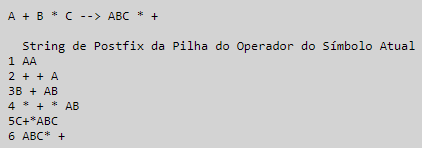 A + B * C --> ABC * +
String de Postfix da Pilha do Operador do Símbolo Atual
1 AA
2 + + A
3B + AB
4 * + * AB
5C+*ABC
6 ABC* +